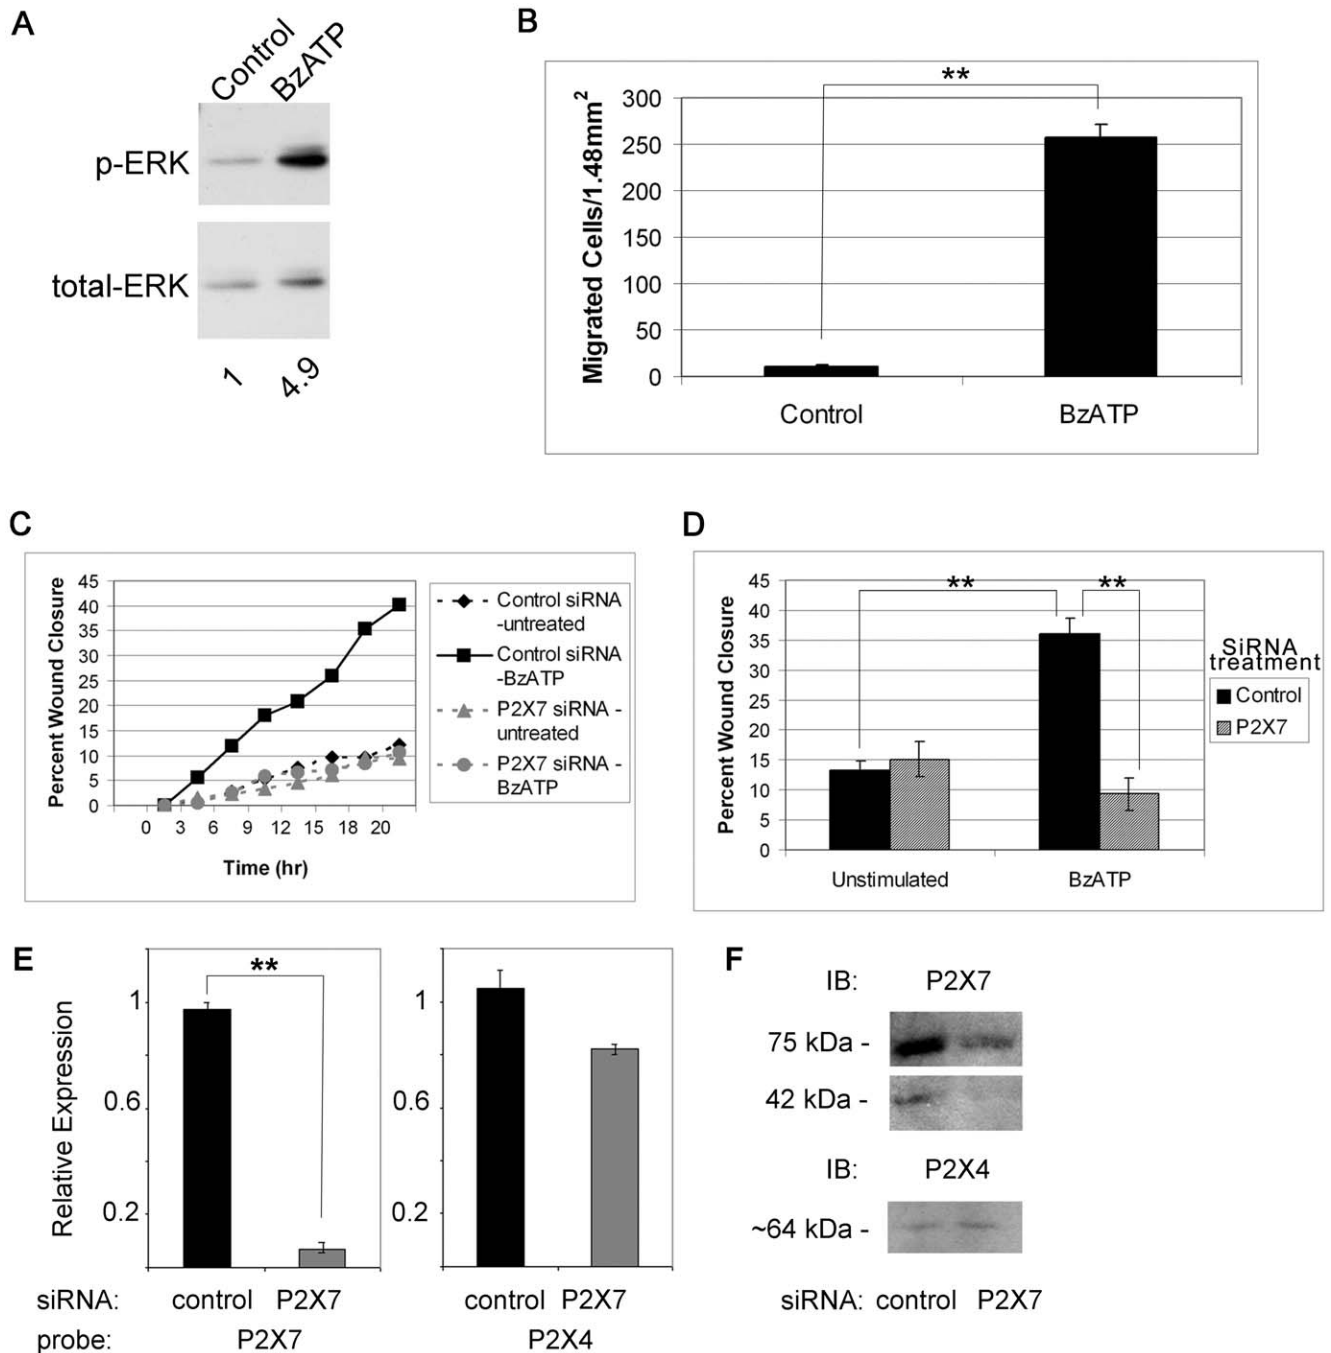 A
Control
BzATP
p-ERK
total-ERK
1
4.9
B
**
Migrated Cells/1.48mm²
300
250
200
150
100
50
0
Control
BzATP
C
Percent Wound Closure
45
40
35
30
25
20
15
10
5
0
0 3 6 9 12 15 18 20
Time (hr)
Control siRNA
-untreated
Control siRNA
-BzATP
P2X7 siRNA -
untreated
P2X7 siRNA -
BzATP
D
Percent Wound Closure
45
40
35
30
25
20
15
10
5
0
** **
Unstimulated
BzATP
SiRNA
treatment
Control
P2X7
E
Relative Expression
**
1
0.6
0.2
1
0.6
0.2
siRNA: control P2X7 control P2X7
probe: P2X7 P2X4
F
IB: P2X7
75 kDa -
42 kDa -
IB: P2X4
~64 kDa -
siRNA: control P2X7